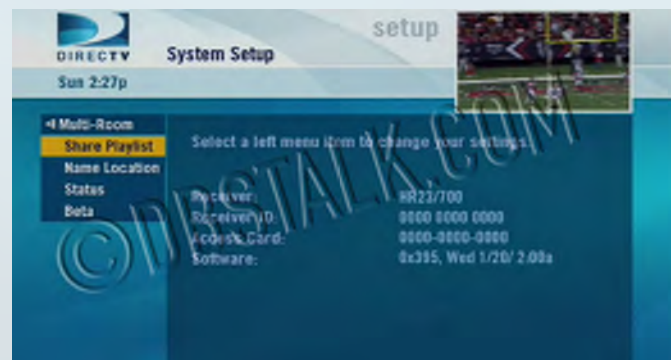 setup
DIRECTV
System Setup
Sun 2:27p
Multi-Room
Share Playlist
Name Location
Status
Beta
Select a left menu item to change your settings.
Receiver: HR23/700
Receiver ID: 0000 0000 0000
Access Card: 0000-0000-0000
Software: 0x395, Wed 1/20/ 2.00a
©DBSTALK.COM